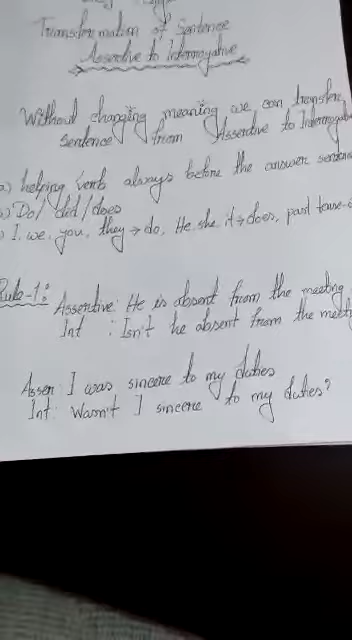 Transformation of Sentence
Assertive to Interrogative
Without changing meaning we can transfer
sentence from Assertive to
a) helping verb always before the answer
Do/did/does
I, we, you, they → do, He she it → does, past tense
Rule-1: Assertive: He is absent from the meeting
Int : Isn't he absent from the
Asser: I was sincere to my duties
Int: Wasn't I sincere to my duties?